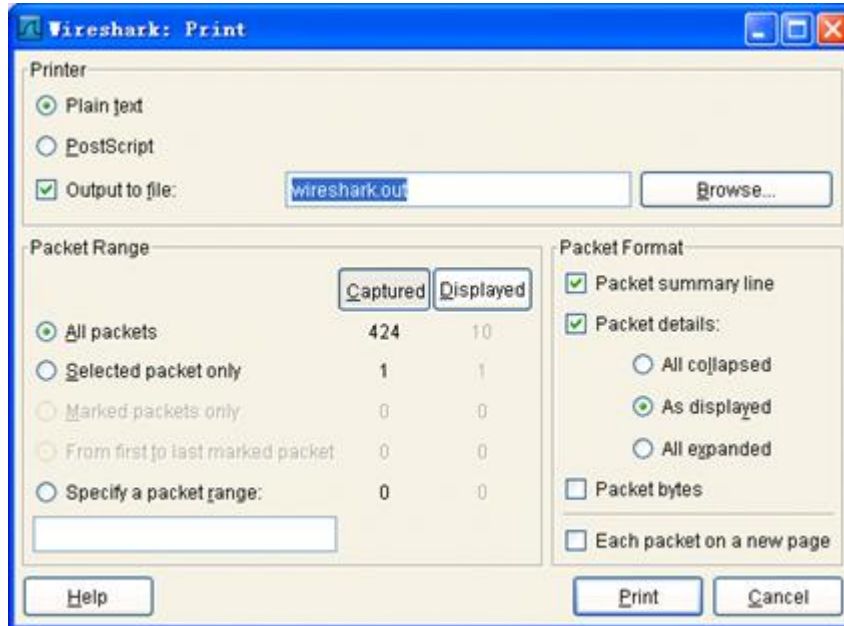 Wireshark: Print
Printer
Plain text
PostScript
Output to file: wireshark.out Browse...
Packet Range
Captured Displayed
All packets 424 10
Selected packet only 1 1
Marked packets only 0 0
From first to last marked packet 0 0
Specify a packet range: 0 0
Packet Format
Packet summary line
Packet details:
All collapsed
As displayed
All expanded
Packet bytes
Each packet on a new page
Help Print Cancel